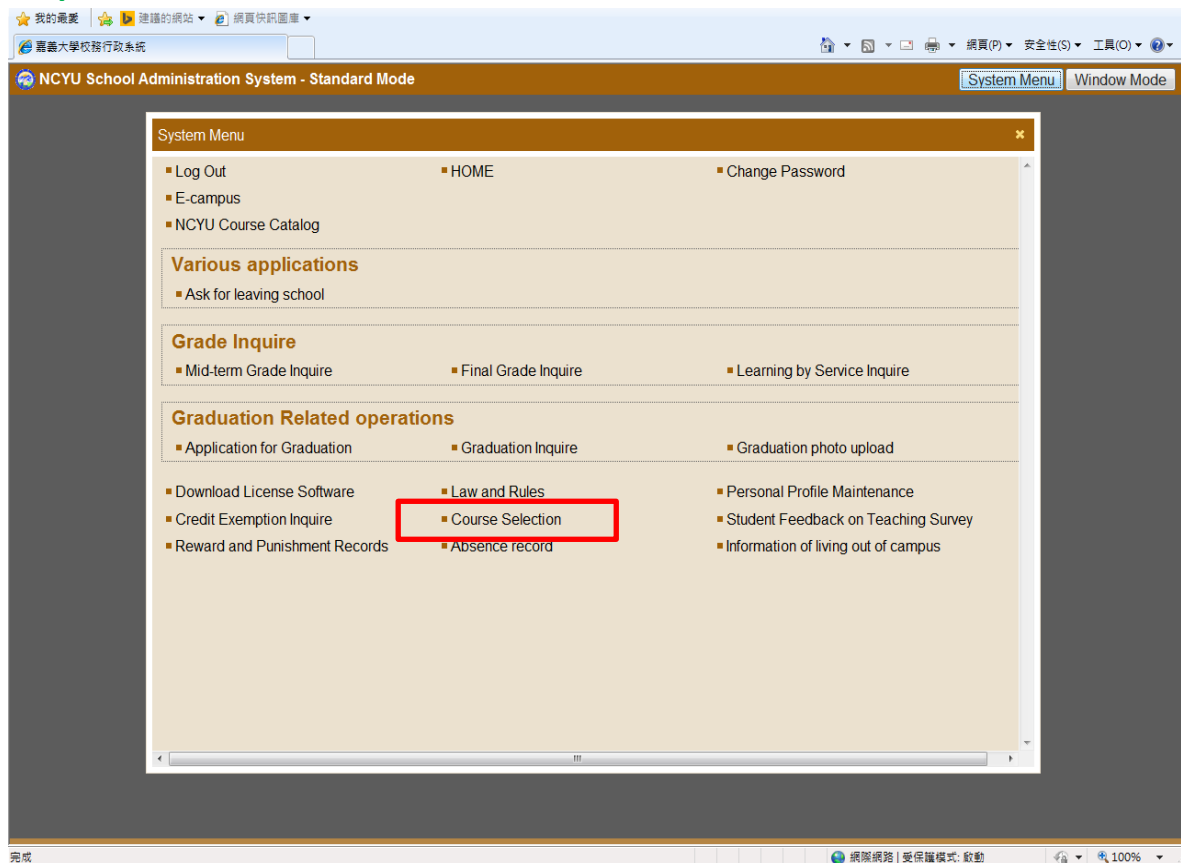 我的最愛 建議的網站 網頁快訊圖庫
嘉義大學校務行政系統 網頁(P) 安全性(S) 工具(O)
NCYU School Administration System - Standard Mode System Menu Window Mode
System Menu
Log Out HOME Change Password
E-campus
NCYU Course Catalog
Various applications
Ask for leaving school
Grade Inquire
Mid-term Grade Inquire Final Grade Inquire Learning by Service Inquire
Graduation Related operations
Application for Graduation Graduation Inquire Graduation photo upload
Download License Software Law and Rules Personal Profile Maintenance
Credit Exemption Inquire Course Selection Student Feedback on Teaching Survey
Reward and Punishment Records Absence record Information of living out of campus
完成 網際網路 | 受保護模式: 啟動 100%